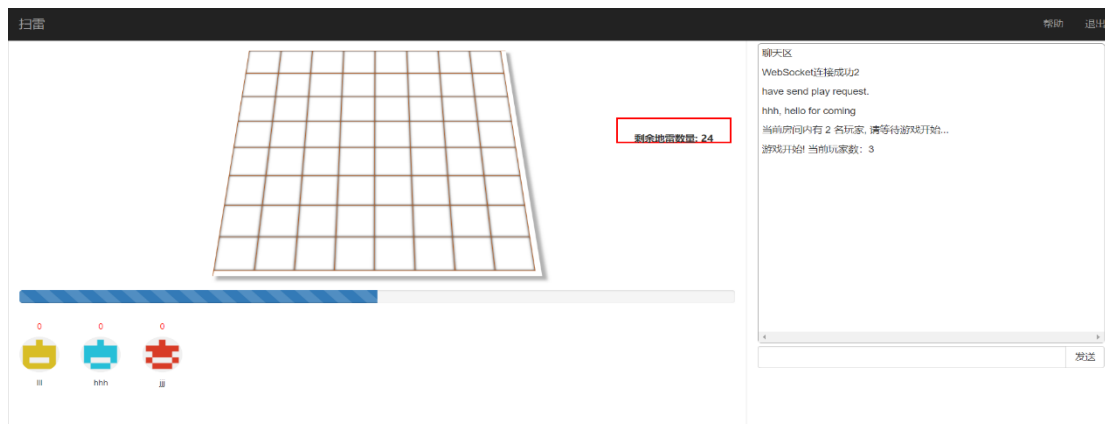 扫雷
帮助
退出
剩余地雷数量: 24
聊天区
WebSocket连接成功2
have send play request.
hhh, hello for coming
当前房间内有 2 名玩家, 请等待游戏开始...
游戏开始! 当前玩家数：3
发送
0 0 0
lll hhh jjj